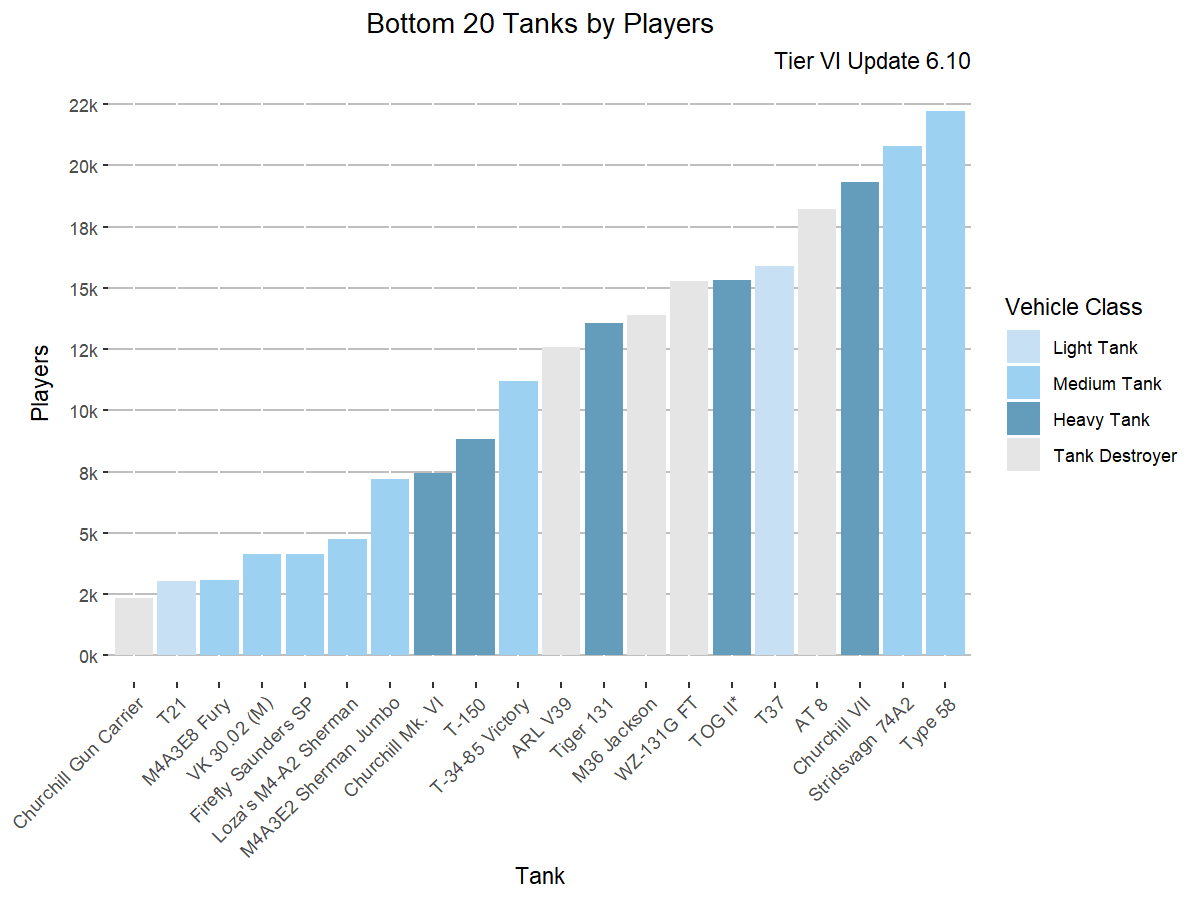 Bottom 20 Tanks by Players
Tier VI Update 6.10
22k
20k
18k
15k
12k
10k
8k
5k
2k
0k
Players
Churchill Gun Carrier
T21
M4A3E8 Fury
VK 30.02 (M)
Firefly Saunders SP
Loza's M4-A2 Sherman
M4A3E2 Sherman Jumbo
Churchill Mk. VI
T-150
T-34-85 Victory
ARL V39
Tiger 131
M36 Jackson
WZ-131G FT
TOG II*
T37
AT 8
Churchill VII
Stridsvagn 74A2
Type 58
Tank
Vehicle Class
Light Tank
Medium Tank
Heavy Tank
Tank Destroyer